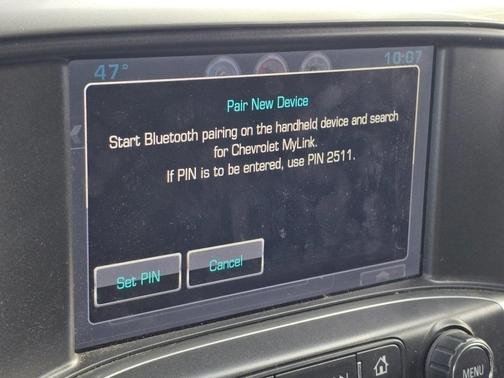 47° 10:07
Pair New Device
Start Bluetooth pairing on the handheld device and search
for Chevrolet MyLink.
If PIN is to be entered, use PIN 2511.
Set PIN Cancel
MENU